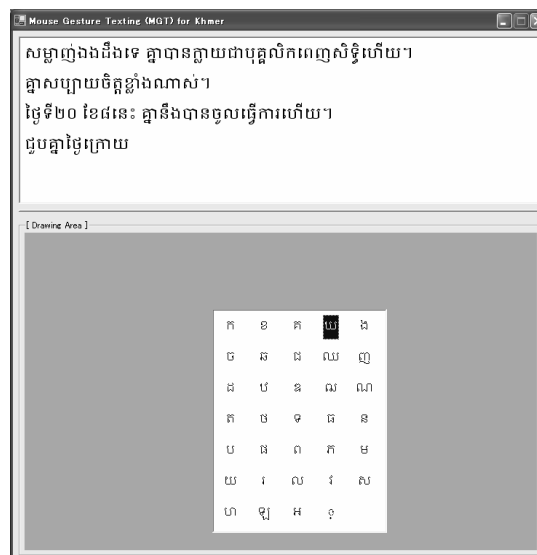 Mouse Gesture Texting (MGT) for Khmer
សម្លាញ់ឯងដឹងទេ គ្នាបានក្លាយជាបុគ្គលិកពេញសិទ្ធិហើយ។
គ្នាសប្បាយចិត្តខ្លាំងណាស់។
ថ្ងៃទី២០ ខែ៨នេះ គ្នានឹងបានចូលធ្វើការហើយ។
ជួបគ្នាថ្ងៃក្រោយ
[ Drawing Area ]
ក ខ គ ឃ ង
ច ឆ ជ ឈ ញ
ដ ឋ ឌ ឍ ណ
ត ថ ទ ធ ន
ប ផ ព ភ ម
យ រ ល វ ស
ហ ឡ អ ្